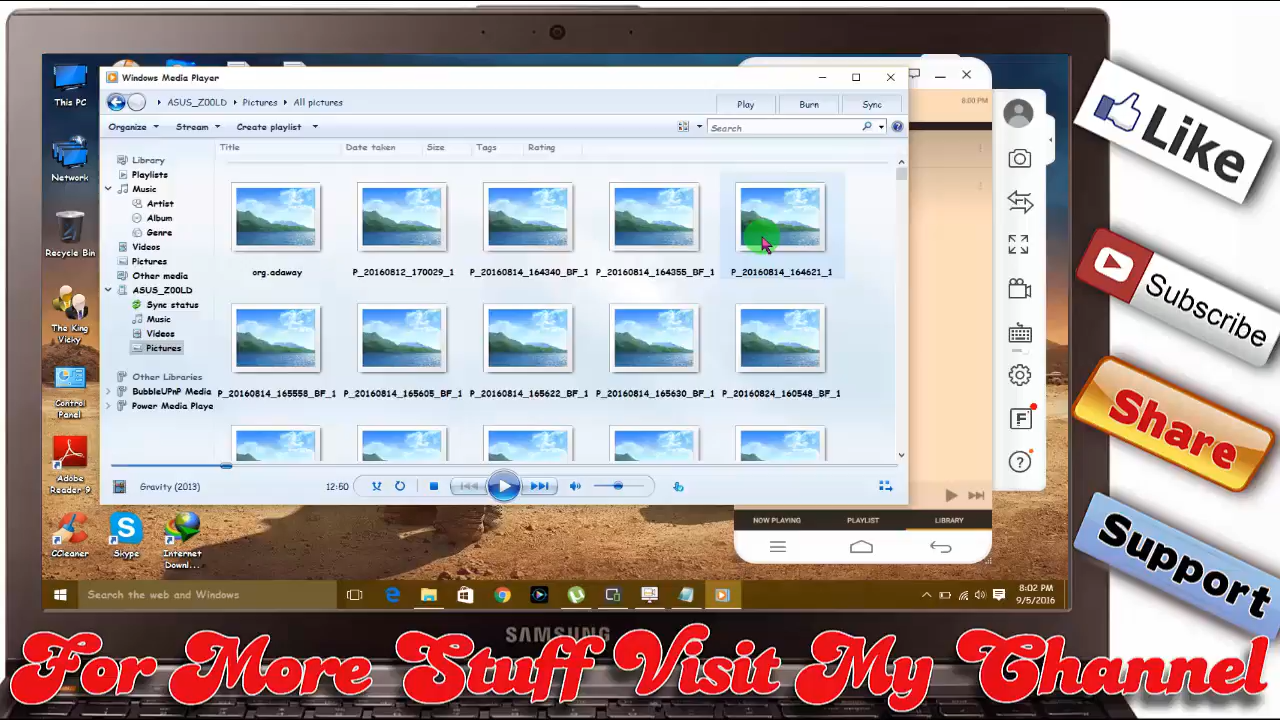 Windows Media Player
ASUS_Z00LD
Pictures
All pictures
Play
Burn
Sync
Organize
Stream
Create playlist
Search
Title
Date taken
Size
Tags
Rating
Library
Playlists
Music
Artist
Album
Genre
Videos
Pictures
Other media
ASUS_Z00LD
Sync status
Music
Videos
Pictures
Other Libraries
BubbleUPnP Media
Power Media Playe
org.adaway
P_20160812_170029_1
P_20160814_164340_BF_1
P_20160814_164355_BF_1
P_20160814_164621_1
P_20160814_165558_BF_1
P_20160814_165605_BF_1
P_20160814_165622_BF_1
P_20160814_165630_BF_1
P_20160824_160548_BF_1
Gravity (2013)
12:50
This PC
Network
Recycle Bin
The King
Vicky
Control
Panel
Adobe
Reader 9
CCleaner
Skype
Internet
Downl...
8:00 PM
NOW PLAYING
PLAYLIST
LIBRARY
Search the web and Windows
8:02 PM
9/5/2016
SAMSUNG
Like
Subscribe
Share
Support
For More Stuff Visit My Channel